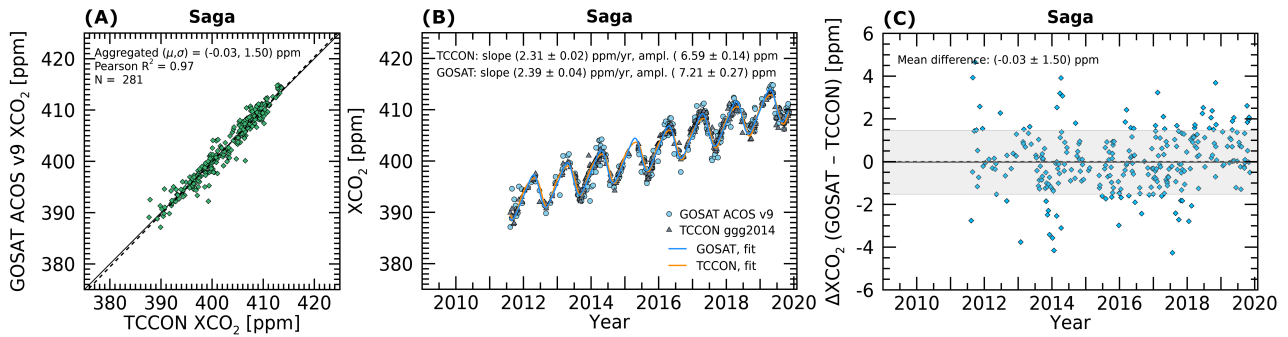 (A)
Saga
425
420
410
400
390
380
GOSAT ACOS v9 XCO₂ [ppm]
Aggregated (μ,σ) = (-0.03, 1.50) ppm
Pearson R² = 0.97
N = 281
380 390 400 410 420
TCCON XCO₂ [ppm]
(B)
Saga
420
410
400
390
380
XCO₂ [ppm]
TCCON: slope (2.31 ± 0.02) ppm/yr, ampl. ( 6.59 ± 0.14) ppm
GOSAT: slope (2.39 ± 0.04) ppm/yr, ampl. ( 7.21 ± 0.27) ppm
GOSAT ACOS v9
TCCON ggg2014
GOSAT, fit
TCCON, fit
2010 2012 2014 2016 2018 2020
Year
(C)
Saga
6
4
2
0
-2
-4
-6
ΔXCO₂ (GOSAT − TCCON) [ppm]
Mean difference: (-0.03 ± 1.50) ppm
2010 2012 2014 2016 2018 2020
Year